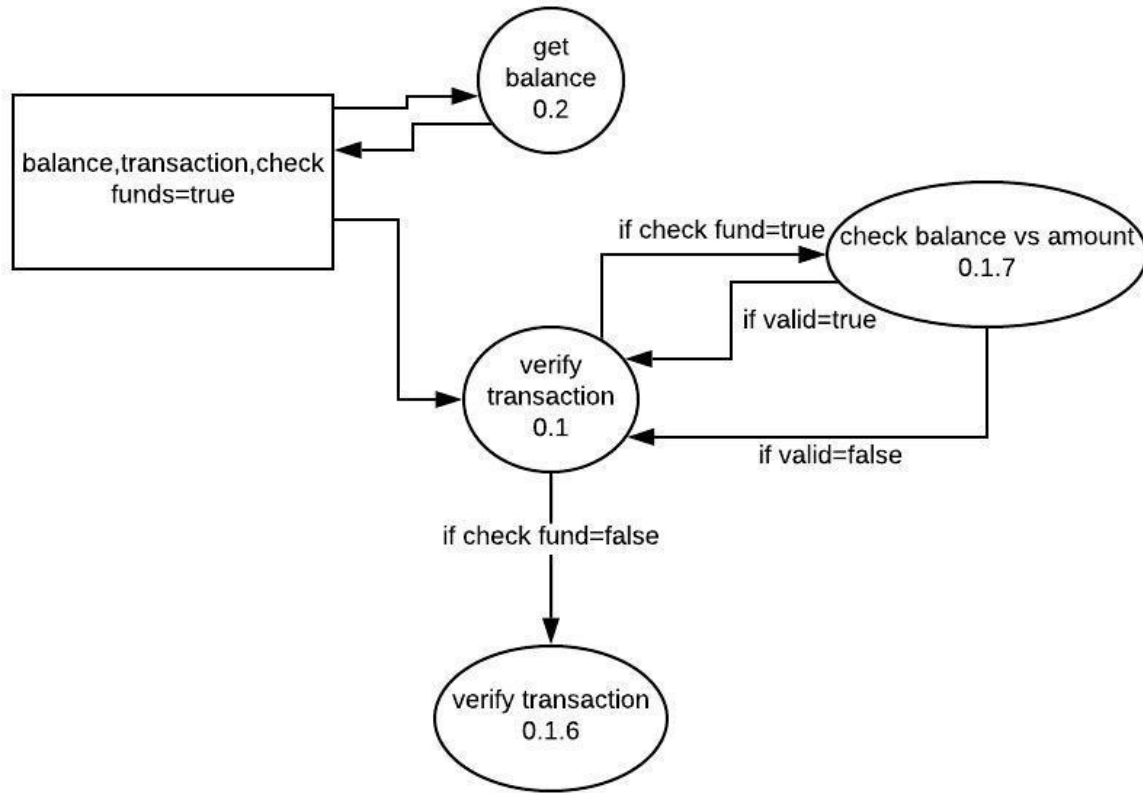 get
balance
0.2
balance,transaction,check
funds=true
if check fund=true
check balance vs amount
0.1.7
if valid=true
verify
transaction
0.1
if valid=false
if check fund=false
verify transaction
0.1.6